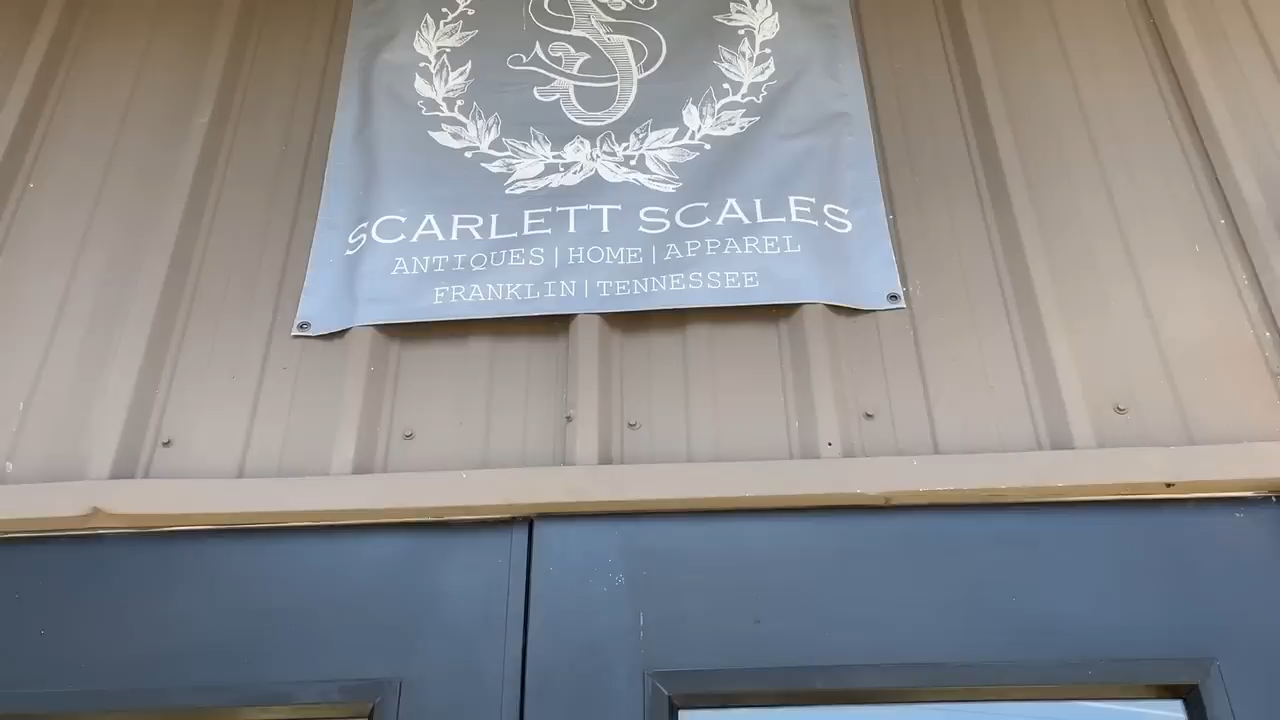 S
SCARLETT SCALES
ANTIQUES | HOME | APPAREL
FRANKLIN | TENNESSEE